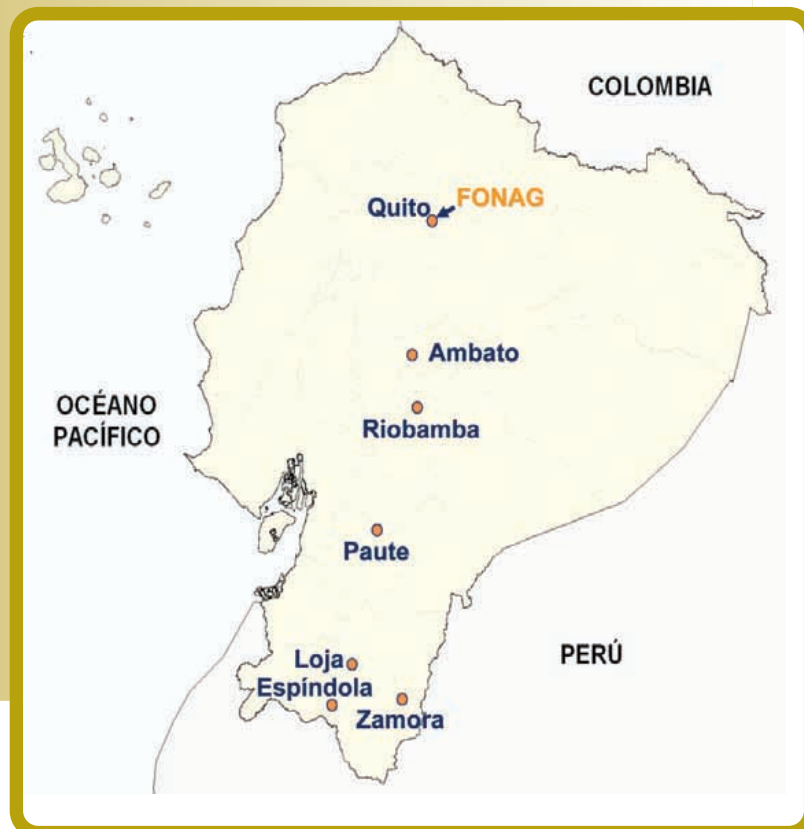 COLOMBIA
FONAG
Quito
Ambato
OCÉANO
PACÍFICO
Riobamba
Paute
PERÚ
Loja
Espíndola
Zamora